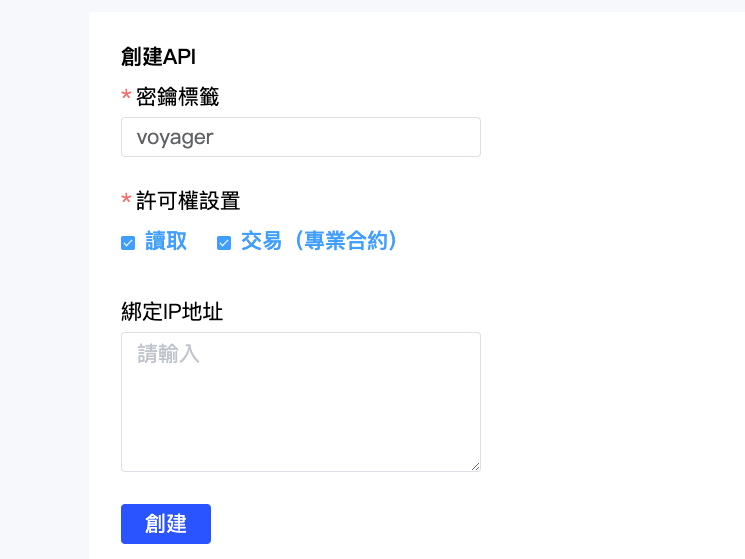 創建API
* 密鑰標籤
voyager
* 許可權設置
讀取 交易（專業合約）
綁定IP地址
請輸入
創建